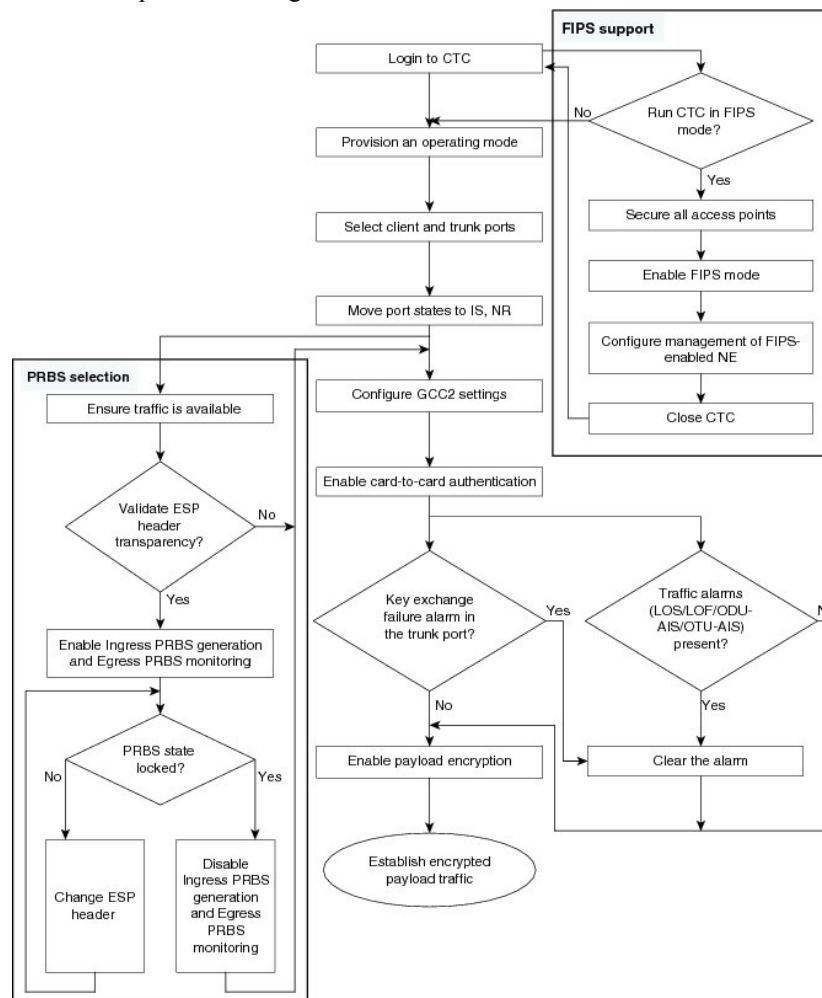 FIPS support
Login to CTC
Run CTC in FIPS
mode?
No
Yes
Provision an operating mode
Secure all access points
Select client and trunk ports
Enable FIPS mode
Move port states to IS, NR
Configure management of FIPS-
enabled NE
Close CTC
PRBS selection
Ensure traffic is available
Configure GCC2 settings
Validate ESP
header
transparency?
No
Yes
Enable card-to-card authentication
Key exchange
failure alarm in
the trunk port?
Yes
No
Traffic alarms
(LOS/LOF/ODU-
AIS/OTU-AIS)
present?
Yes
Enable Ingress PRBS generation
and Egress PRBS monitoring
PRBS state
locked?
No
Yes
Enable payload encryption
Clear the alarm
Change ESP
header
Disable
Ingress PRBS
generation
and Egress
PRBS
monitoring
Establish encrypted
payload traffic